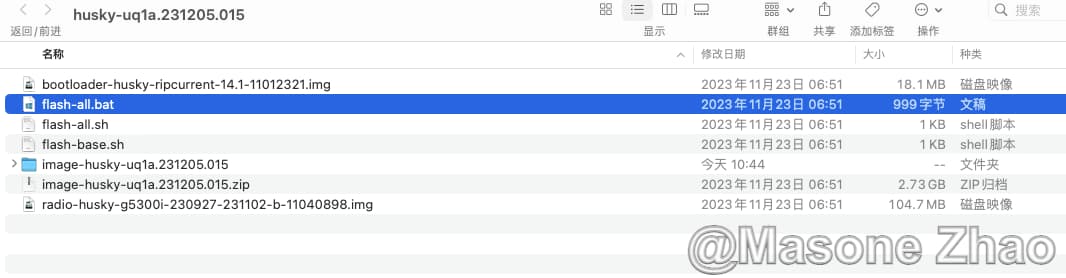 husky-uq1a.231205.015
搜索
返回/前进 显示 群组 共享 添加标签 操作
名称 修改日期 大小 种类
bootloader-husky-ripcurrent-14.1-11012321.img 2023年11月23日 06:51 18.1 MB 磁盘映像
flash-all.bat 2023年11月23日 06:51 999字节 文稿
flash-all.sh 2023年11月23日 06:51 1 KB shell脚本
flash-base.sh 2023年11月23日 06:51 1 KB shell脚本
image-husky-uq1a.231205.015 今天 10:44 -- 文件夹
image-husky-uq1a.231205.015.zip 2023年11月23日 06:51 2.73 GB ZIP归档
radio-husky-g5300i-230927-231102-b-11040898.img 2023年11月23日 06:51 104.7 MB 磁盘映像
@Masone Zhao